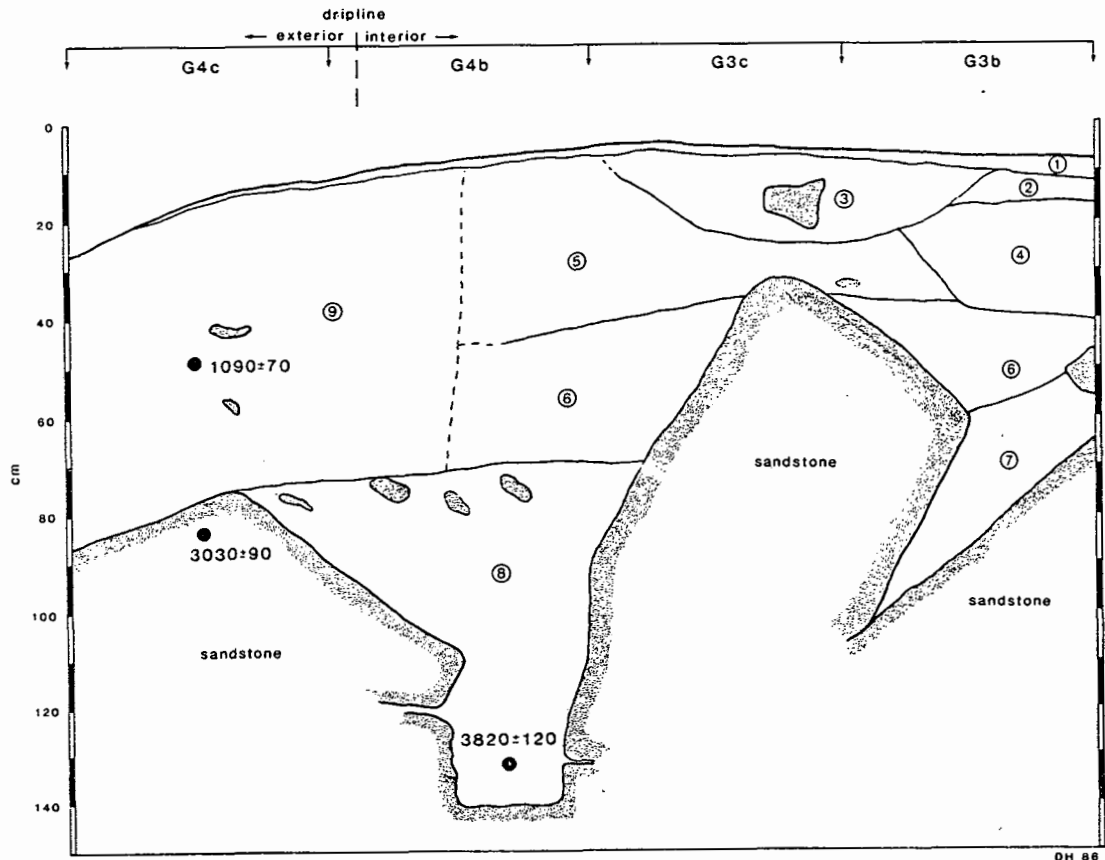 dripline
← exterior interior →
G4c G4b G3c G3b
0
①
②
③
20
④
⑤
⑨
40
1090±70
⑥
⑥
60
⑦
sandstone
cm
80
3030±90
⑧
sandstone
100
sandstone
120
3820±120
140
DH 86